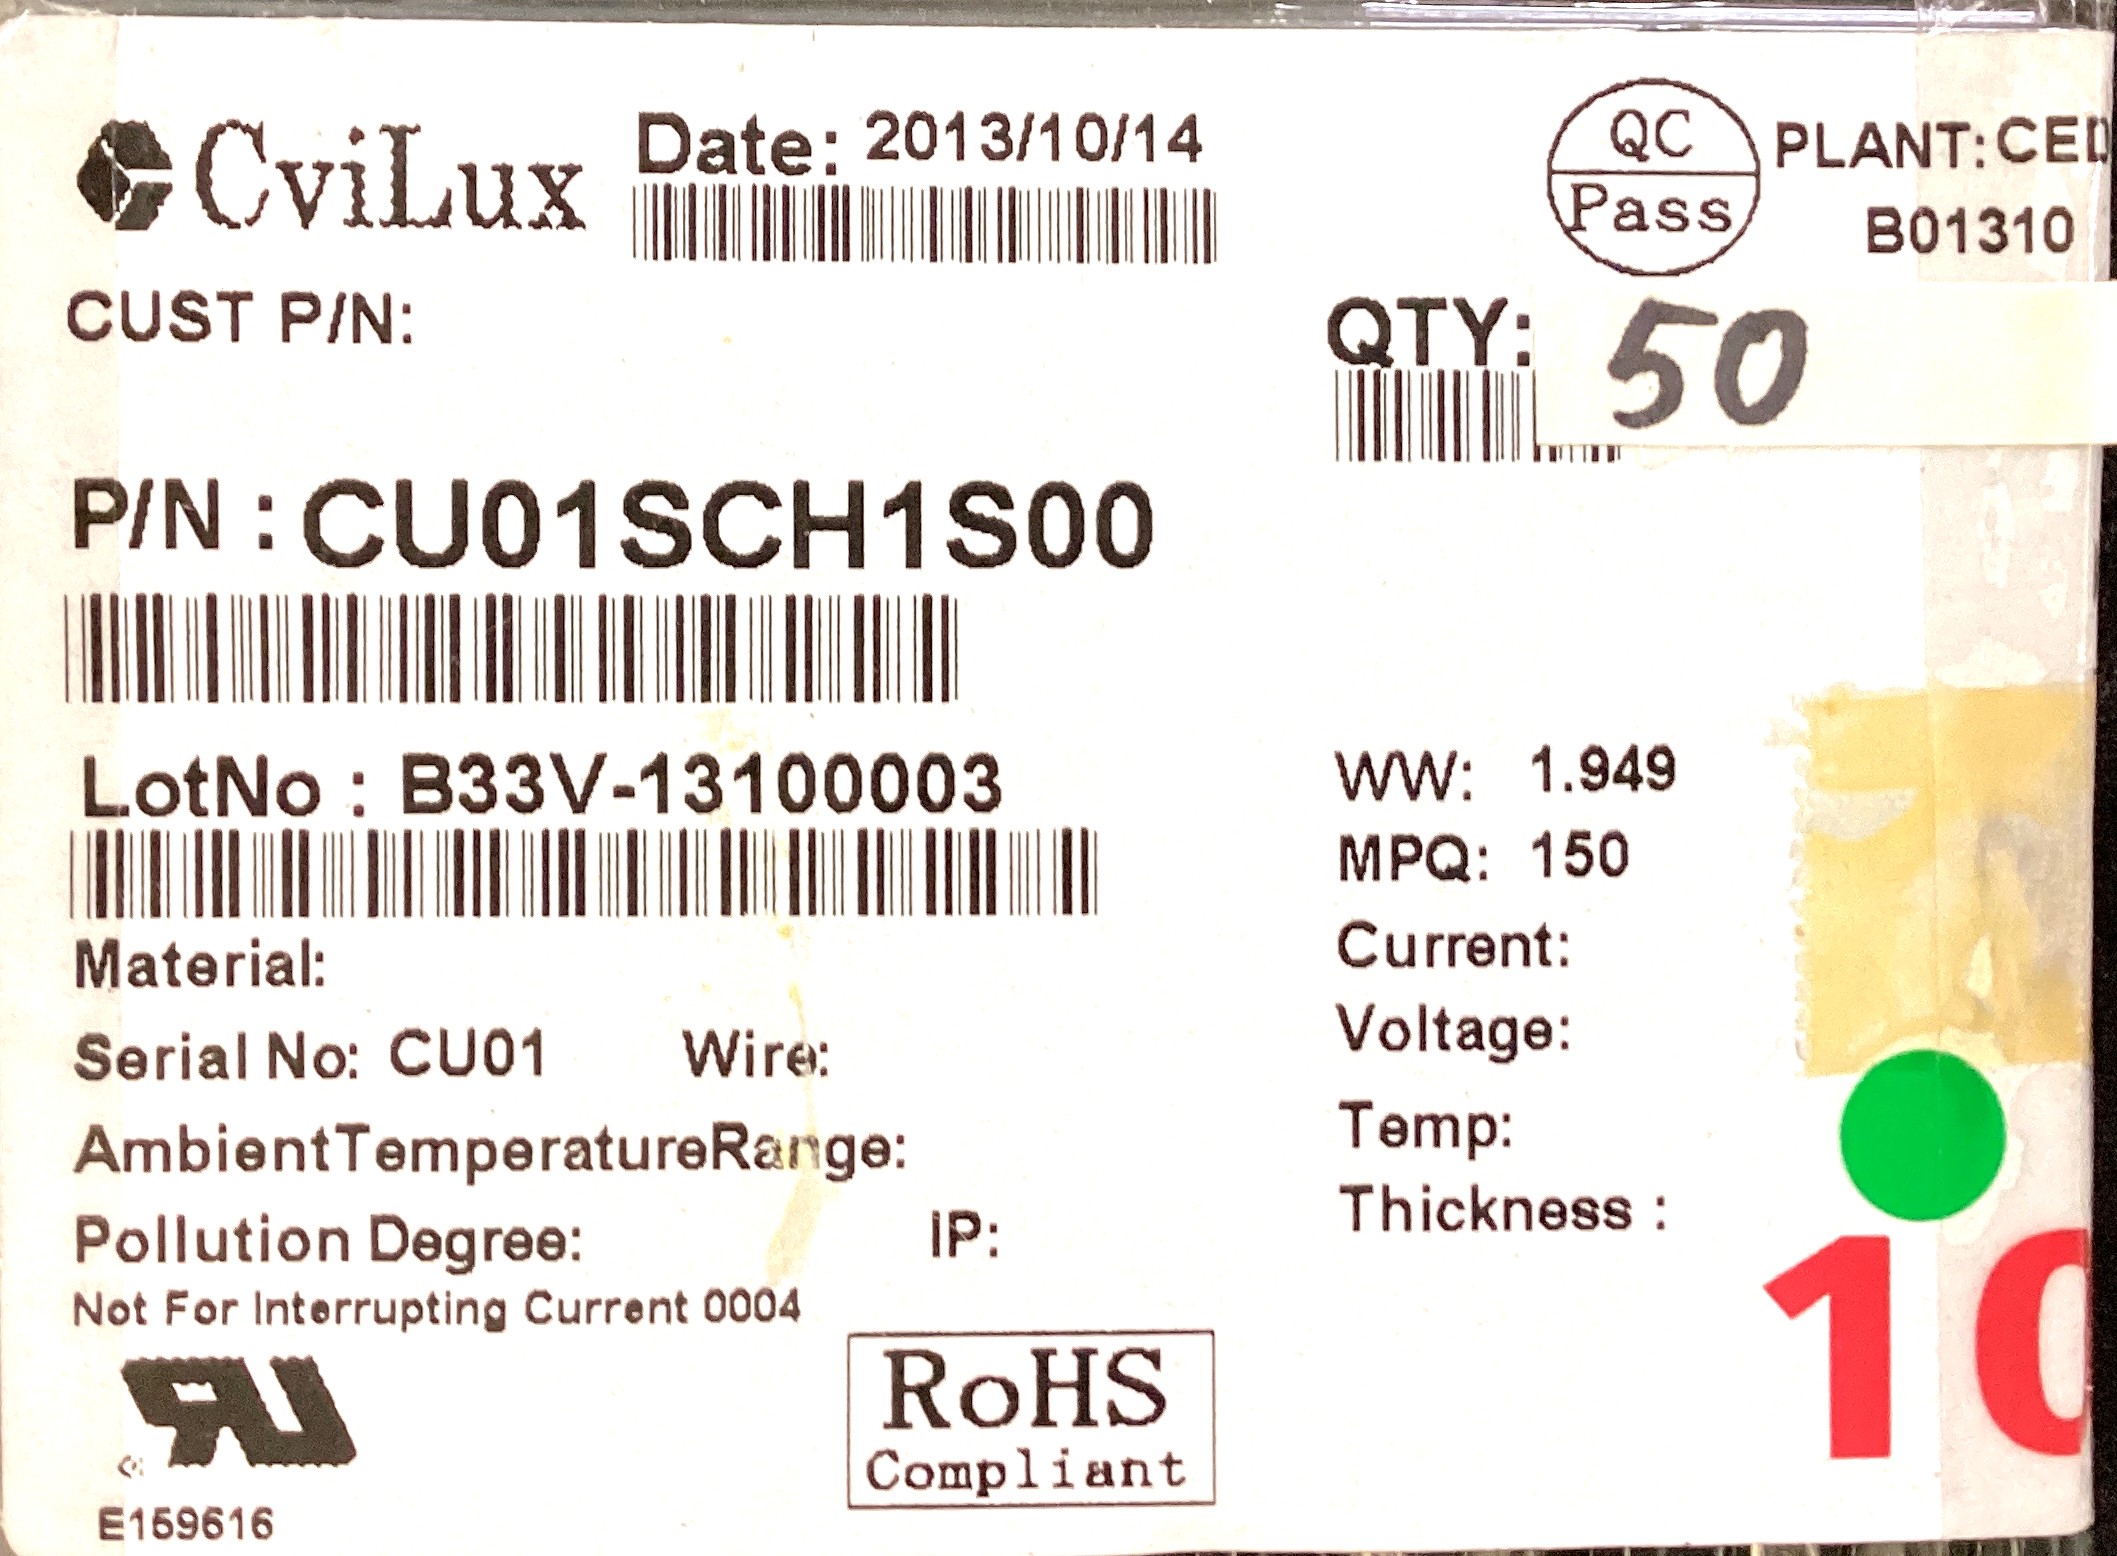 CviLux
Date: 2013/10/14
QC
Pass
PLANT: CED
B01310
CUST P/N:
QTY: 50
P/N : CU01SCH1S00
LotNo : B33V-13100003
WW: 1.949
MPQ: 150
Material:
Current:
Serial No: CU01 Wire:
Voltage:
AmbientTemperatureRange:
Temp:
Pollution Degree: IP:
Thickness :
Not For Interrupting Current 0004
10
RU
RoHS
Compliant
E159616